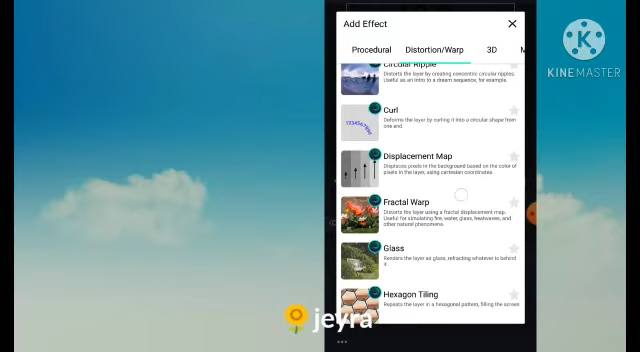 Add Effect
Procedural Distortion/Warp 3D M
KINEMASTER
Circular Ripple
Distorts the layer by creating concentric circular ripples.
Useful as an intro to a dream sequence, for example.
Curl
Deforms the layer by curling it into a circular shape from
one end.
Displacement Map
Displaces pixels in the background based on the color of
pixels in the layer, using cartesian coordinates.
Fractal Warp
Distorts the layer using a fractal displacement map.
Useful for simulating fire, water, glass, heatwaves, and
other natural phenomena.
Glass
Renders the layer as glass, refracting whatever is behind
it.
Hexagon Tiling
Repeats the layer in a hexagonal pattern, filling the screen
jeyra